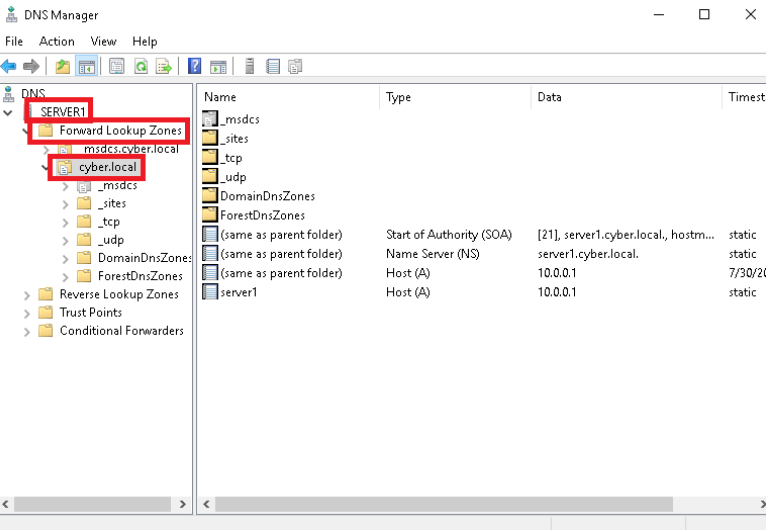 DNS Manager
File Action View Help
DNS
SERVER1
Forward Lookup Zones
_msdcs.cyber.local
cyber.local
_msdcs
_sites
_tcp
_udp
DomainDnsZones
ForestDnsZones
Reverse Lookup Zones
Trust Points
Conditional Forwarders
Name Type Data Timest
_msdcs
_sites
_tcp
_udp
DomainDnsZones
ForestDnsZones
(same as parent folder) Start of Authority (SOA) [21], server1.cyber.local., hostm... static
(same as parent folder) Name Server (NS) server1.cyber.local. static
(same as parent folder) Host (A) 10.0.0.1 7/30/20
server1 Host (A) 10.0.0.1 static